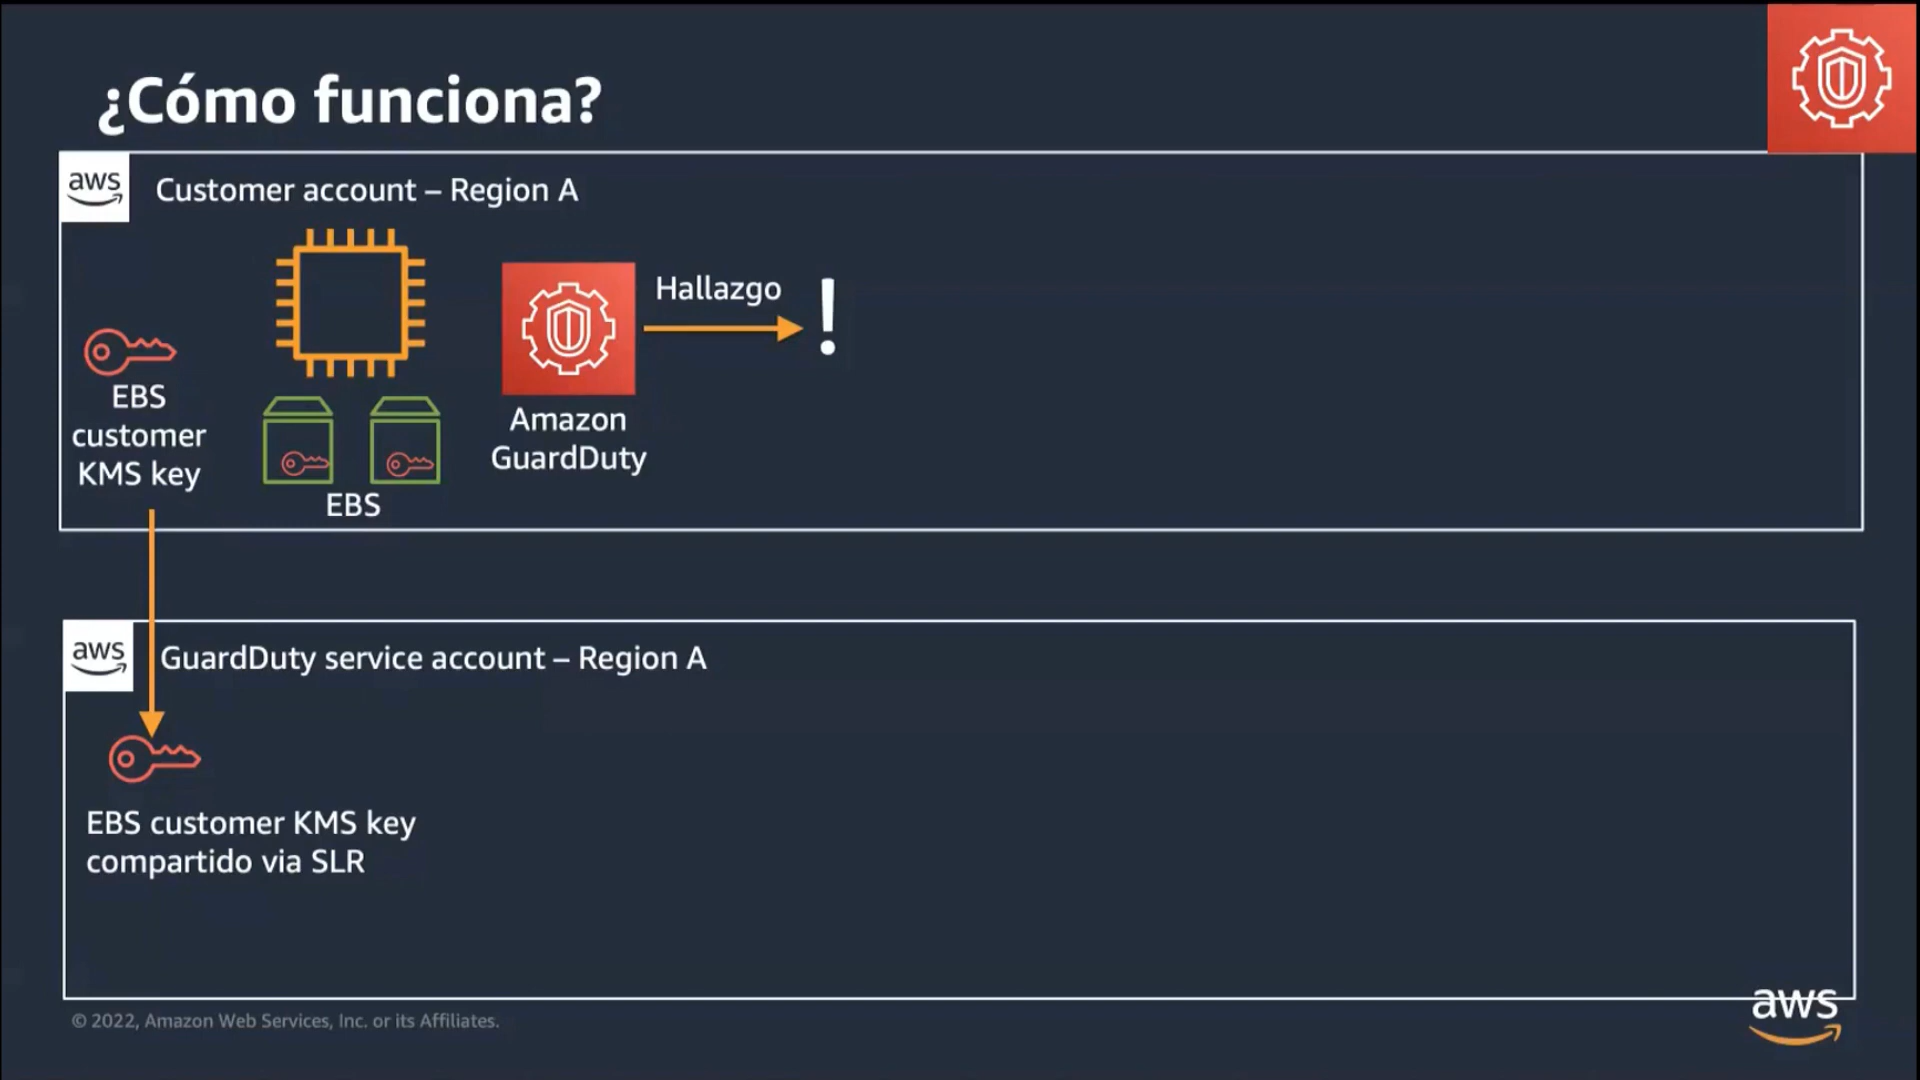 ¿Cómo funciona?
aws
Customer account – Region A
Hallazgo
!
EBS
customer
KMS key
EBS
Amazon
GuardDuty
aws
GuardDuty service account – Region A
EBS customer KMS key
compartido via SLR
© 2022, Amazon Web Services, Inc. or its Affiliates.
aws